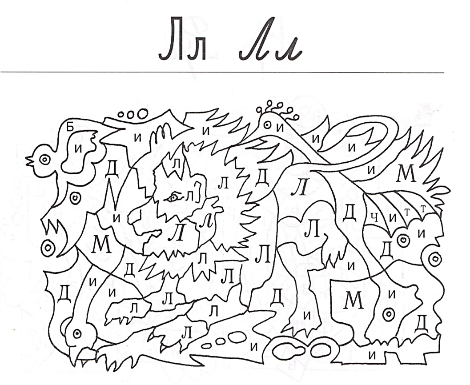 Лл Лл
Б и и и и и
и Д л Л Д Л М
л
и л Л Д ч и т т
М Л Л Л Д и
Д л Л и
Д и и Л л Д М и
л л и Д
Л и и и